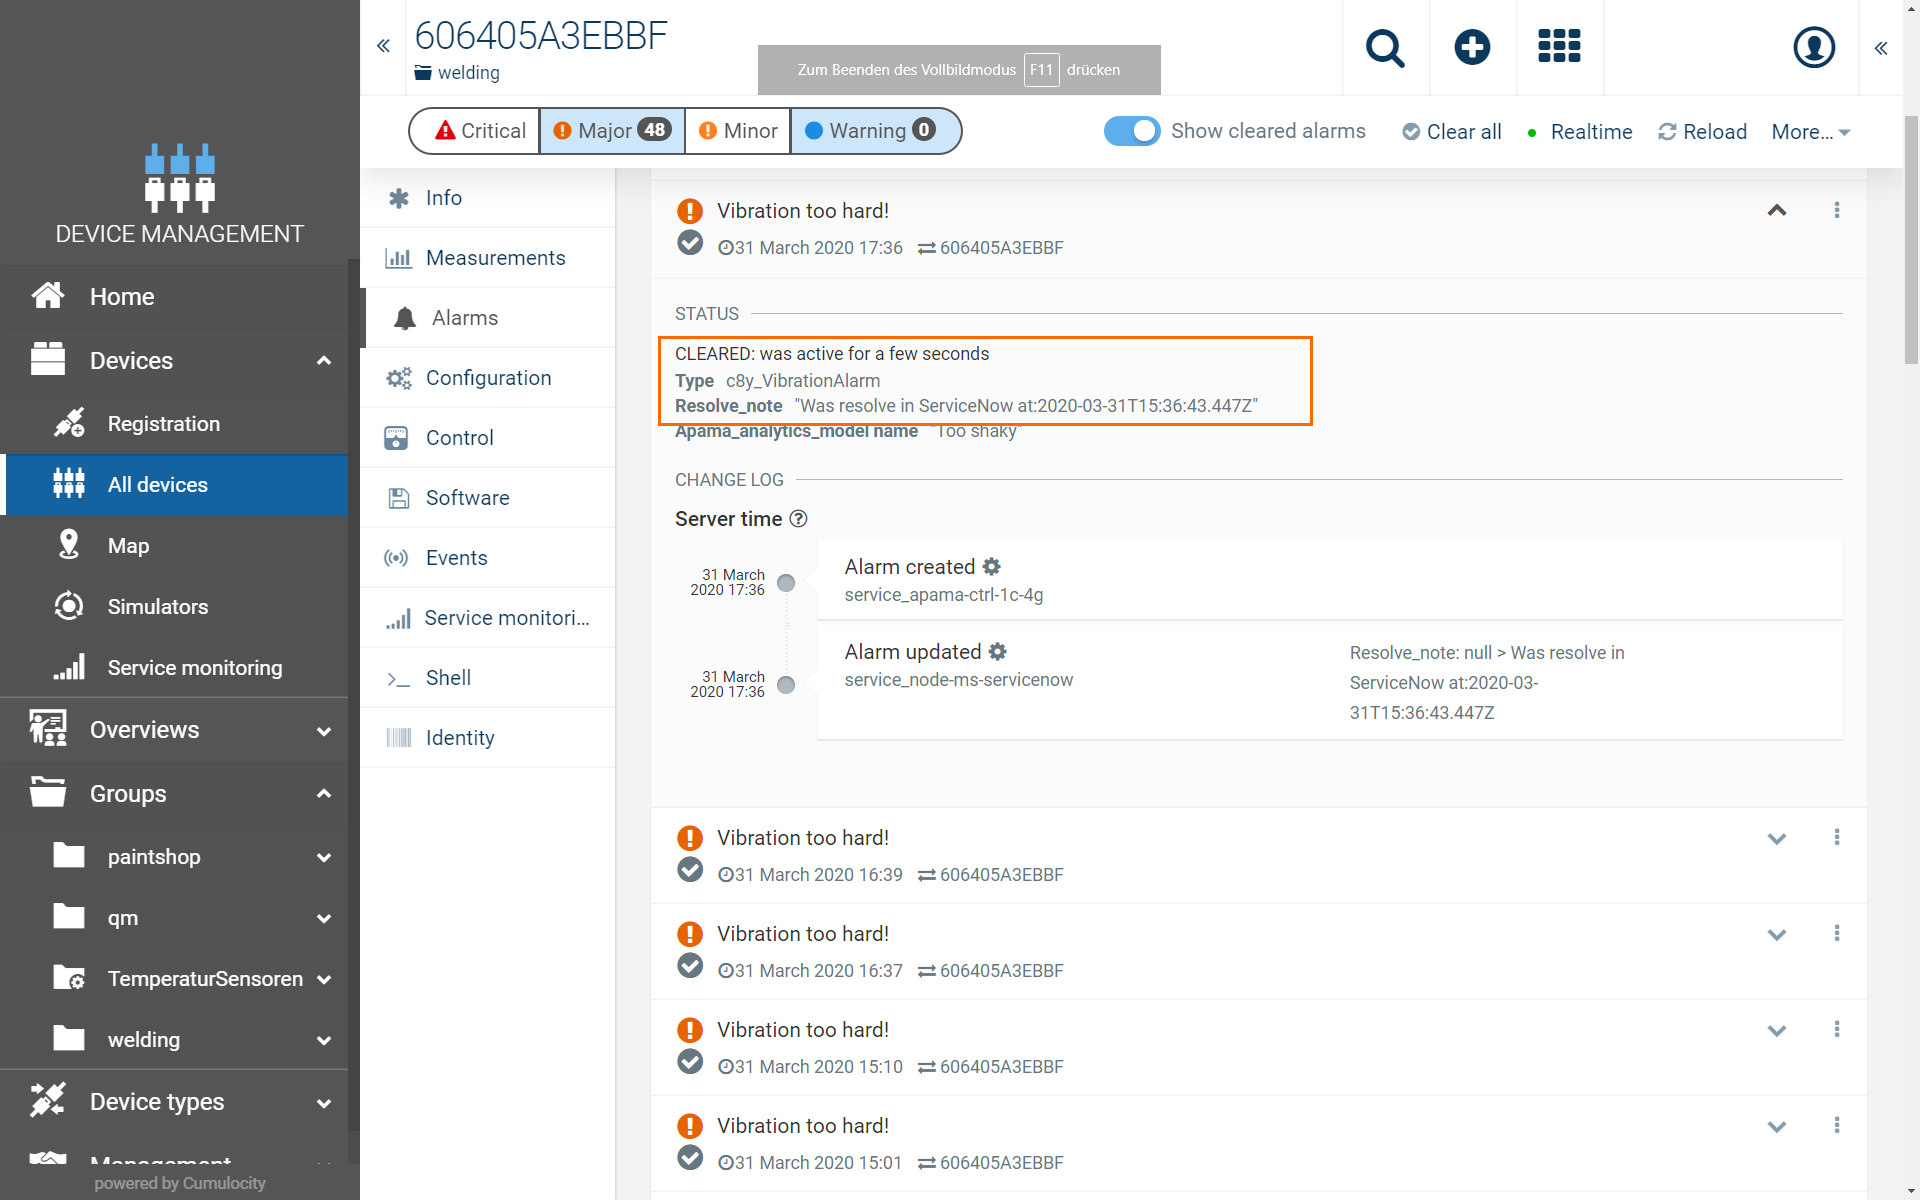 606405A3EBBF
welding
Zum Beenden des Vollbildmodus F11 drücken
Critical Major 48 Minor Warning 0
Show cleared alarms Clear all Realtime Reload More...
DEVICE MANAGEMENT
Home
Devices
Registration
All devices
Map
Simulators
Service monitoring
Overviews
Groups
paintshop
qm
TemperaturSensoren
welding
Device types
Management
powered by Cumulocity
Info
Measurements
Alarms
Configuration
Control
Software
Events
Service monitori...
Shell
Identity
Vibration too hard!
31 March 2020 17:36 606405A3EBBF
STATUS
CLEARED: was active for a few seconds
Type c8y_VibrationAlarm
Resolve_note "Was resolve in ServiceNow at:2020-03-31T15:36:43.447Z"
Apama_analytics_model name "Too shaky"
CHANGE LOG
Server time
31 March
2020 17:36
Alarm created
service_apama-ctrl-1c-4g
31 March
2020 17:36
Alarm updated
service_node-ms-servicenow
Resolve_note: null > Was resolve in
ServiceNow at:2020-03-
31T15:36:43.447Z
Vibration too hard!
31 March 2020 16:39 606405A3EBBF
Vibration too hard!
31 March 2020 16:37 606405A3EBBF
Vibration too hard!
31 March 2020 15:10 606405A3EBBF
Vibration too hard!
31 March 2020 15:01 606405A3EBBF